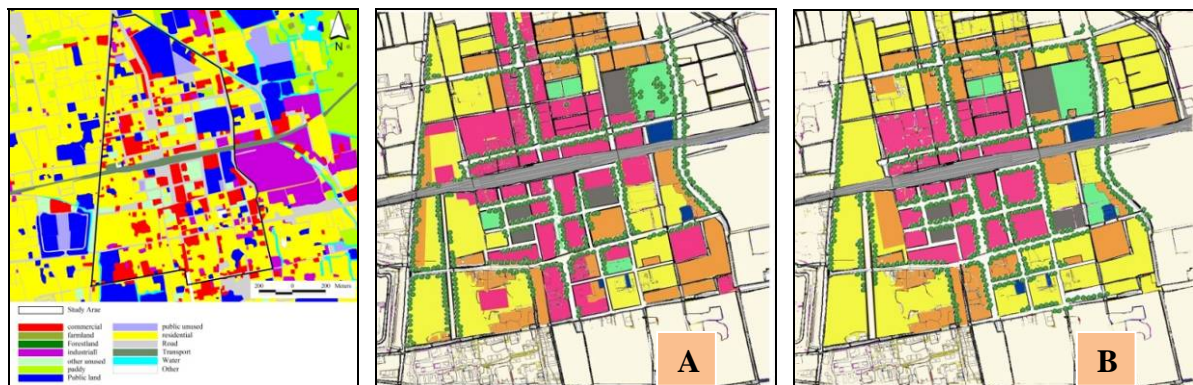 N
200 0 200 Meters
Study Arae
commercial
farmland
Forestland
industriall
other unused
paddy
Public land
public unused
residential
Road
Transport
Water
Other
A
B